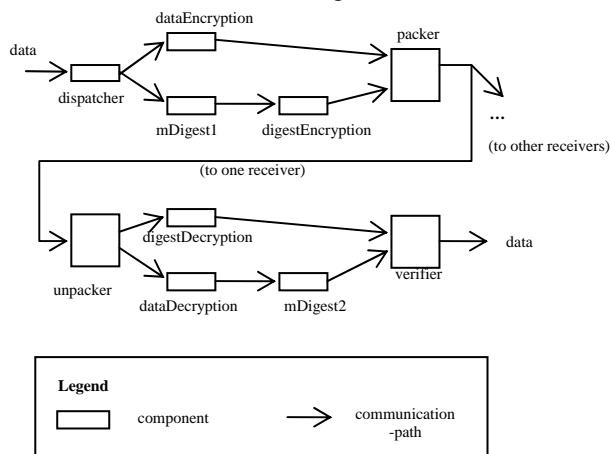 dataEncryption
data
packer
dispatcher
mDigest1
digestEncryption
...
(to other receivers)
(to one receiver)
digestDecryption
data
unpacker
verifier
dataDecryption
mDigest2
Legend
component
communication
-path